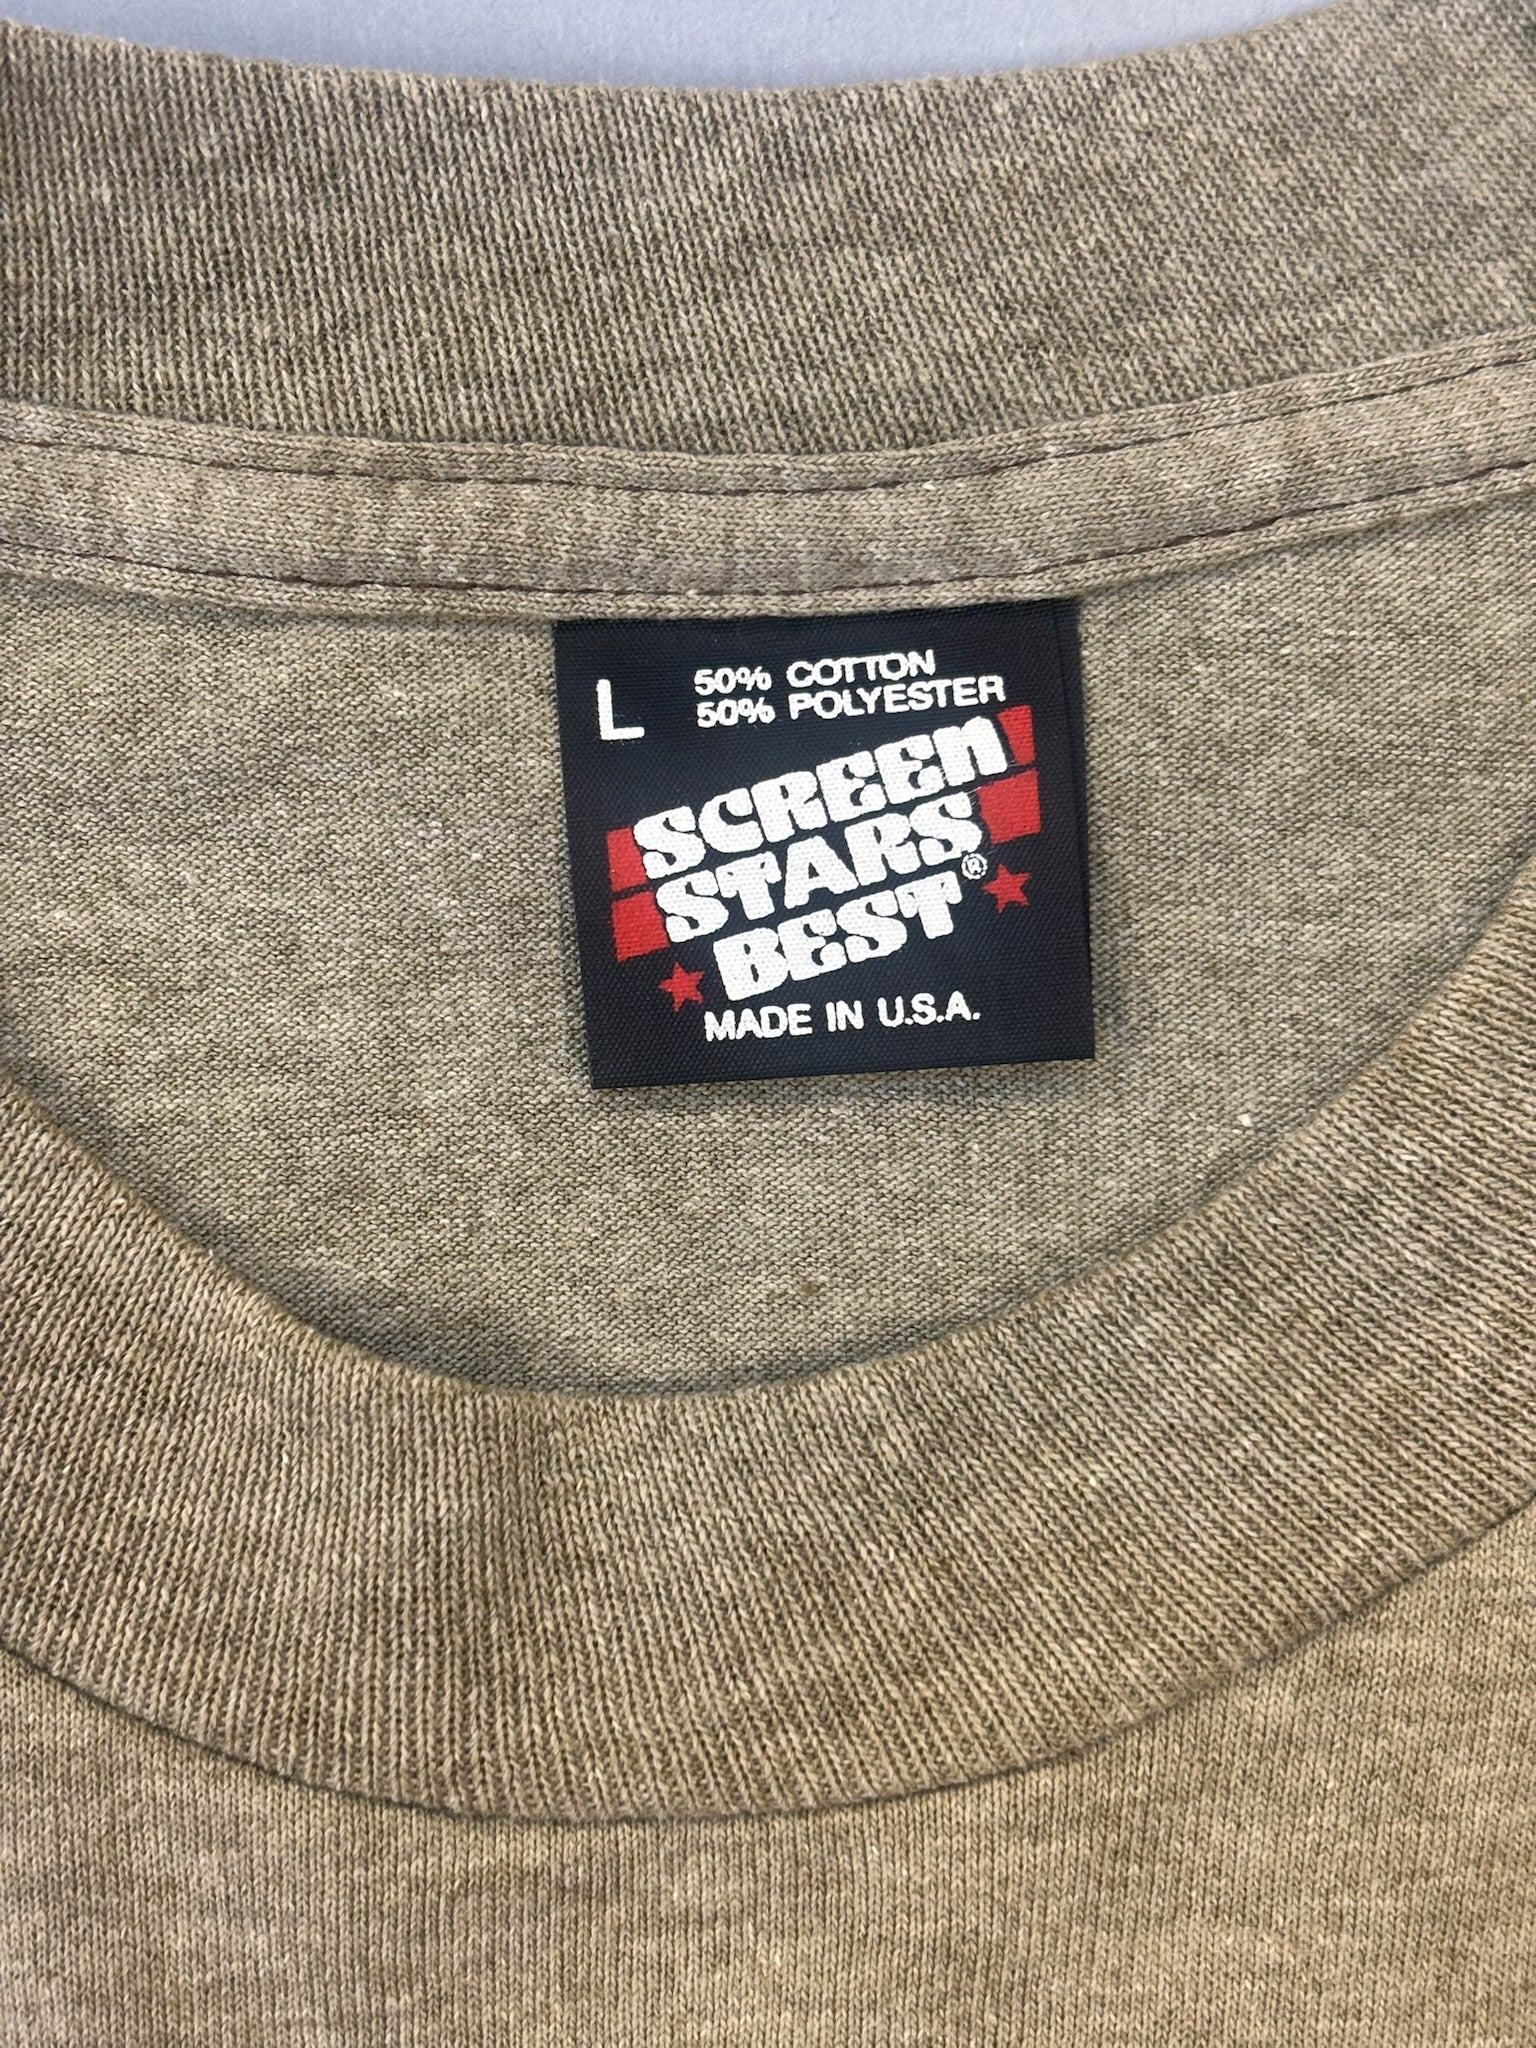 L
50% COTTON
50% POLYESTER
SCREEN
STARS
BEST®
MADE IN U.S.A.